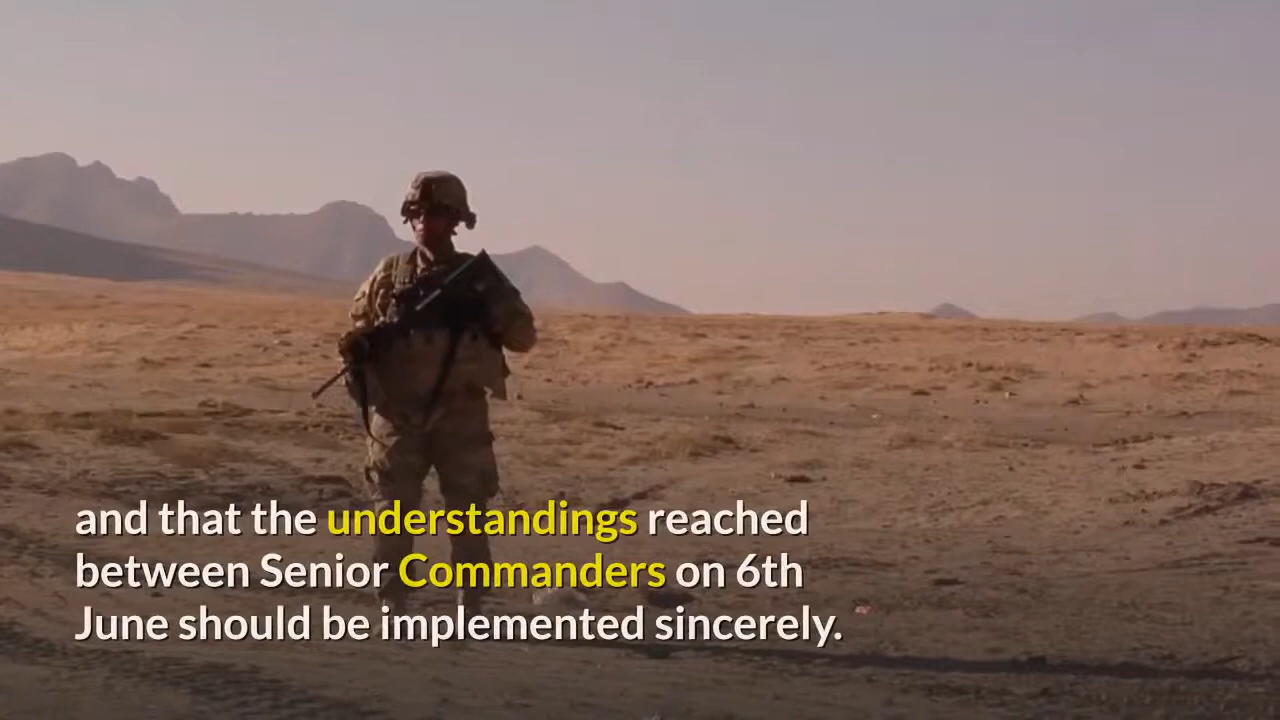 and that the understandings reached
between Senior Commanders on 6th
June should be implemented sincerely.